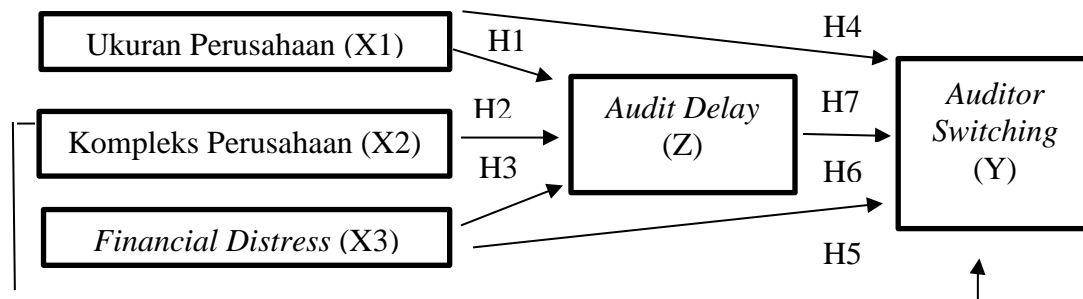 Ukuran Perusahaan (X1)
H1
H4
H2
Kompleks Perusahaan (X2)
H3
Financial Distress (X3)
Audit Delay
(Z)
H7
H6
H5
Auditor
Switching
(Y)